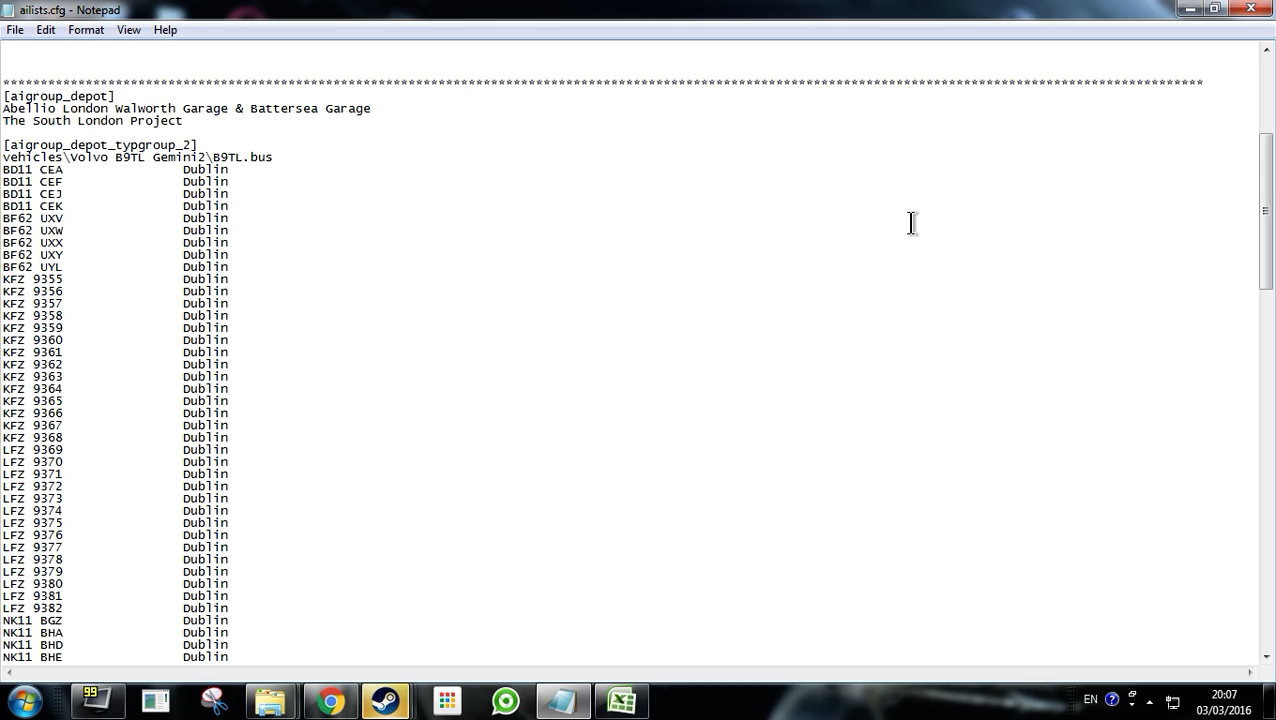 ailists.cfg - Notepad
File Edit Format View Help
************************************************************************************************************************************************************
[aigroup_depot]
Abellio London Walworth Garage & Battersea Garage
The South London Project
[aigroup_depot_typgroup_2]
vehicles\Volvo B9TL Gemini2\B9TL.bus
BD11 CEA Dublin
BD11 CEF Dublin
BD11 CEJ Dublin
BD11 CEK Dublin
BF62 UXV Dublin
BF62 UXW Dublin
BF62 UXX Dublin
BF62 UXY Dublin
BF62 UYL Dublin
KFZ 9355 Dublin
KFZ 9356 Dublin
KFZ 9357 Dublin
KFZ 9358 Dublin
KFZ 9359 Dublin
KFZ 9360 Dublin
KFZ 9361 Dublin
KFZ 9362 Dublin
KFZ 9363 Dublin
KFZ 9364 Dublin
KFZ 9365 Dublin
KFZ 9366 Dublin
KFZ 9367 Dublin
KFZ 9368 Dublin
LFZ 9369 Dublin
LFZ 9370 Dublin
LFZ 9371 Dublin
LFZ 9372 Dublin
LFZ 9373 Dublin
LFZ 9374 Dublin
LFZ 9375 Dublin
LFZ 9376 Dublin
LFZ 9377 Dublin
LFZ 9378 Dublin
LFZ 9379 Dublin
LFZ 9380 Dublin
LFZ 9381 Dublin
LFZ 9382 Dublin
NK11 BGZ Dublin
NK11 BHA Dublin
NK11 BHD Dublin
NK11 BHE Dublin
99
EN
20:07
03/03/2016